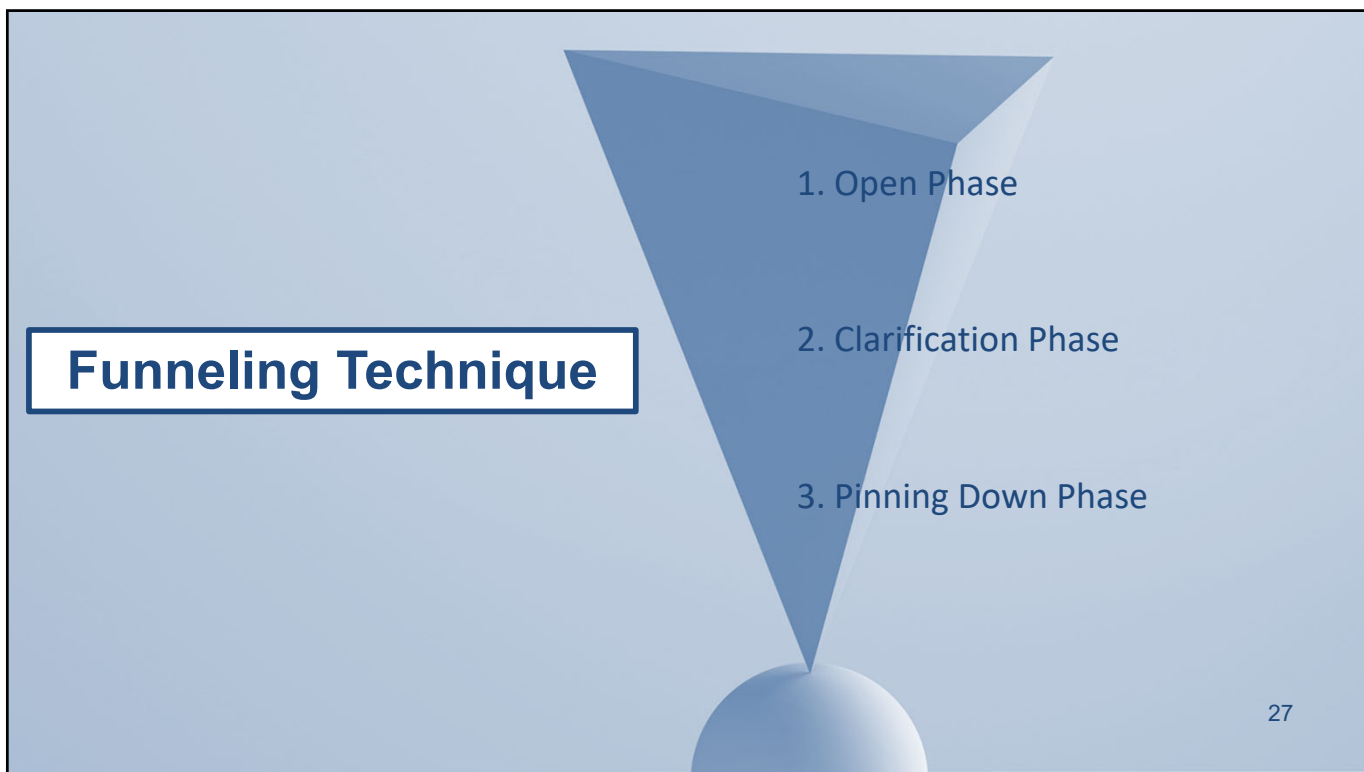 Funneling Technique
1. Open Phase
2. Clarification Phase
3. Pinning Down Phase
27